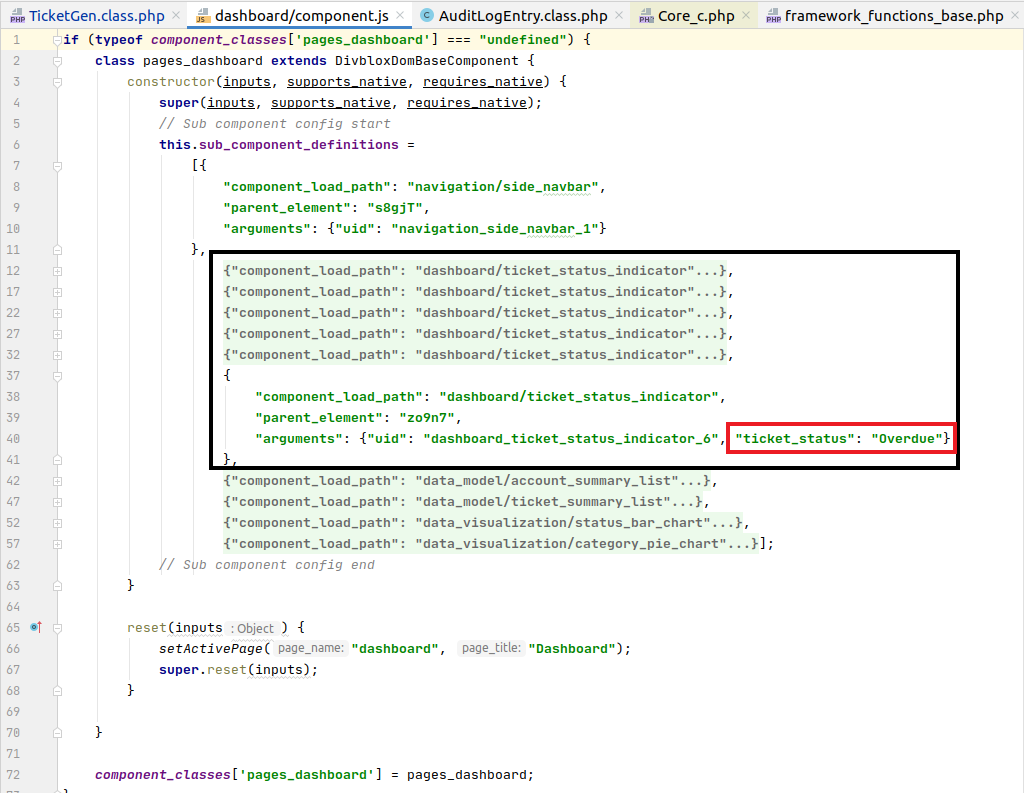 TicketGen.class.php dashboard/component.js AuditLogEntry.class.php Core_c.php framework_functions_base.php
1 if (typeof component_classes['pages_dashboard'] === "undefined") {
2 class pages_dashboard extends DivbloxDomBaseComponent {
3 constructor(inputs, supports_native, requires_native) {
4 super(inputs, supports_native, requires_native);
5 // Sub component config start
6 this.sub_component_definitions =
7 [{
8 "component_load_path": "navigation/side_navbar",
9 "parent_element": "s8gjT",
10 "arguments": {"uid": "navigation_side_navbar_1"}
11 },
12 {"component_load_path": "dashboard/ticket_status_indicator"...},
17 {"component_load_path": "dashboard/ticket_status_indicator"...},
22 {"component_load_path": "dashboard/ticket_status_indicator"...},
27 {"component_load_path": "dashboard/ticket_status_indicator"...},
32 {"component_load_path": "dashboard/ticket_status_indicator"...},
37 {
38 "component_load_path": "dashboard/ticket_status_indicator",
39 "parent_element": "zo9n7",
40 "arguments": {"uid": "dashboard_ticket_status_indicator_6", "ticket_status": "Overdue"}
41 },
42 {"component_load_path": "data_model/account_summary_list"...},
47 {"component_load_path": "data_model/ticket_summary_list"...},
52 {"component_load_path": "data_visualization/status_bar_chart"...},
57 {"component_load_path": "data_visualization/category_pie_chart"...}];
62 // Sub component config end
63 }
64
65 reset(inputs : Object ) {
66 setActivePage( page_name: "dashboard", page_title: "Dashboard");
67 super.reset(inputs);
68 }
69
70 }
71
72 component_classes['pages_dashboard'] = pages_dashboard;